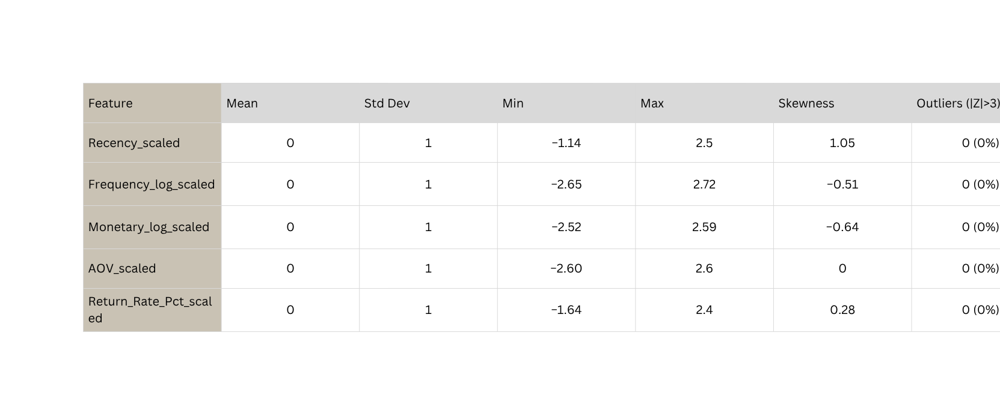 Feature Mean Std Dev Min Max Skewness Outliers (|Z|>3)
Recency_scaled 0 1 −1.14 2.5 1.05 0 (0%)
Frequency_log_scaled 0 1 −2.65 2.72 −0.51 0 (0%)
Monetary_log_scaled 0 1 −2.52 2.59 −0.64 0 (0%)
AOV_scaled 0 1 −2.60 2.6 0 0 (0%)
Return_Rate_Pct_scal
ed 0 1 −1.64 2.4 0.28 0 (0%)